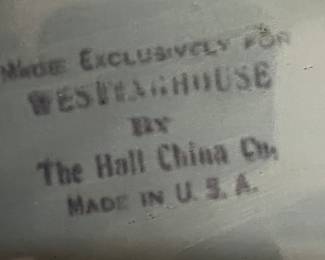 MADE EXCLUSIVELY FOR
WESTINGHOUSE
BY
The Hall China Co.
MADE IN U.S.A.